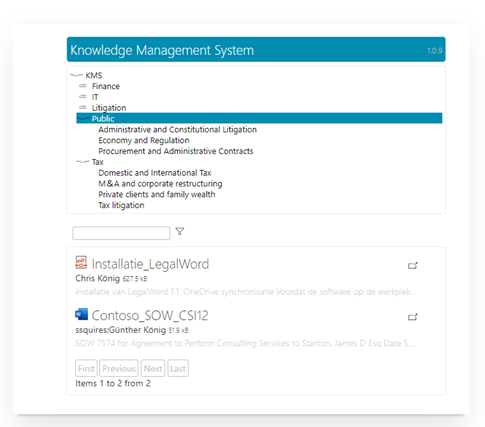 Knowledge Management System 1.0.9
KMS
Finance
IT
Litigation
Public
Administrative and Constitutional Litigation
Economy and Regulation
Procurement and Administrative Contracts
Tax
Domestic and International Tax
M&A and corporate restructuring
Private clients and family wealth
Tax litigation
Installatie_LegalWord
Chris König 627.5 kB
Installatie van LegalWord 1.1. OneDrive synchronisatie Voordat de software op de werkplek...
Contoso_SOW_CSI12
ssquires;Günther König 51.9 kB
SOW 7574 for Agreement to Perform Consulting Services to Stanton, James D Esq Date S...
First Previous Next Last
Items 1 to 2 from 2